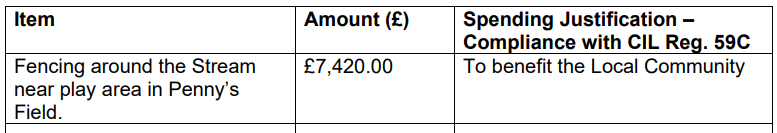 Item Amount (£) Spending Justification –
Compliance with CIL Reg. 59C
Fencing around the Stream £7,420.00 To benefit the Local Community
near play area in Penny’s
Field.